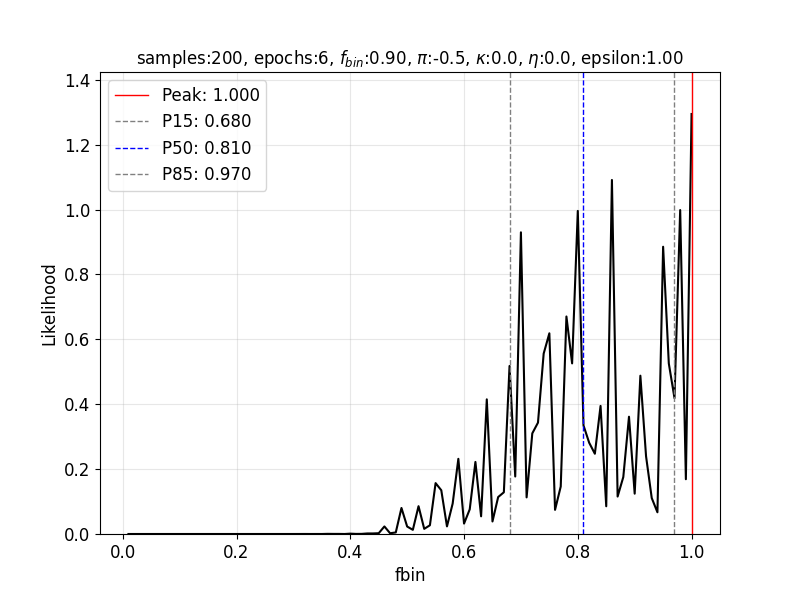 samples:200, epochs:6, f_bin:0.90, π:-0.5, κ:0.0, η:0.0, epsilon:1.00
Peak: 1.000
P15: 0.680
P50: 0.810
P85: 0.970
1.4
1.2
1.0
0.8
0.6
0.4
0.2
0.0
Likelihood
0.0 0.2 0.4 0.6 0.8 1.0
fbin